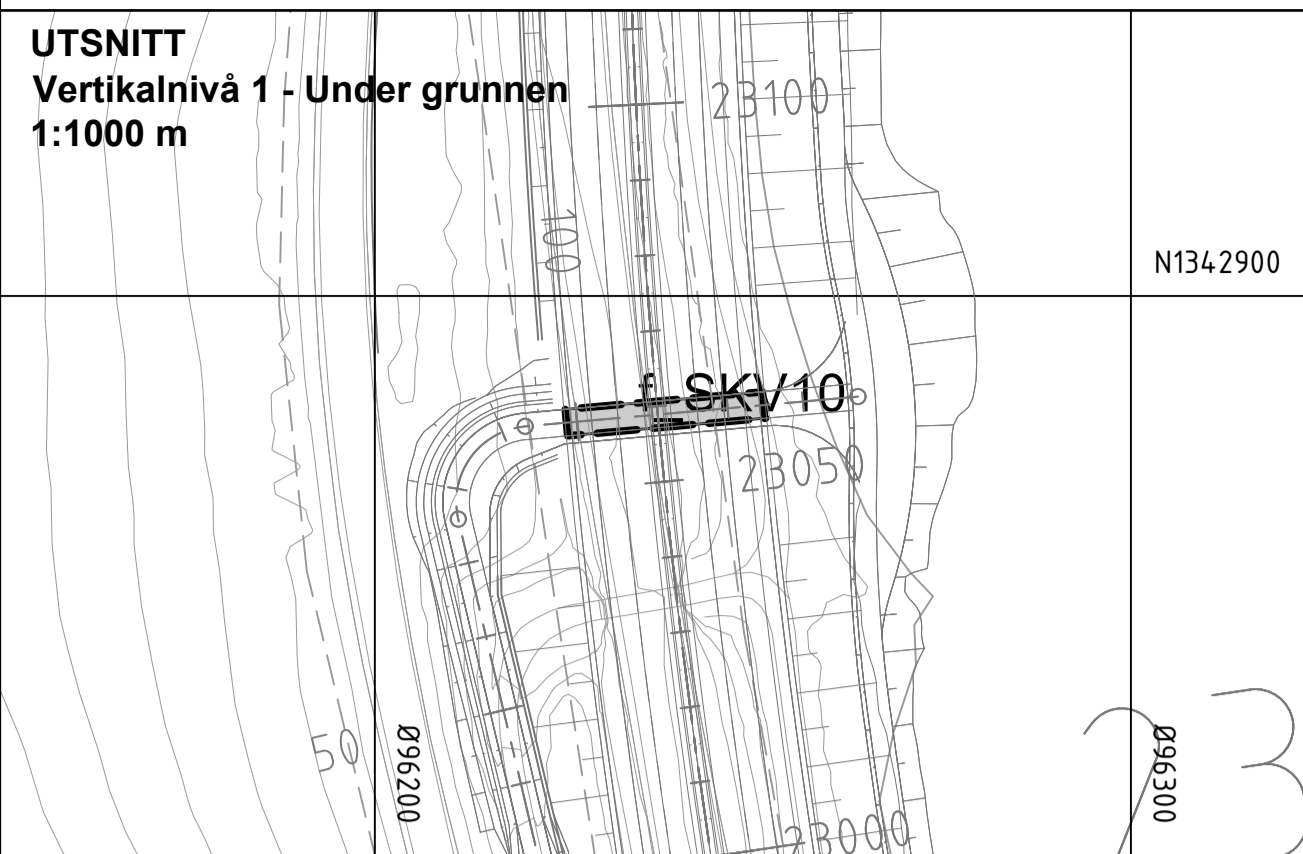 UTSNITT
Vertikalnivå 1 - Under grunnen
1:1000 m
23100
100
N1342900
f_SKV10
23050
50
Ø96200
Ø96300
23
23000